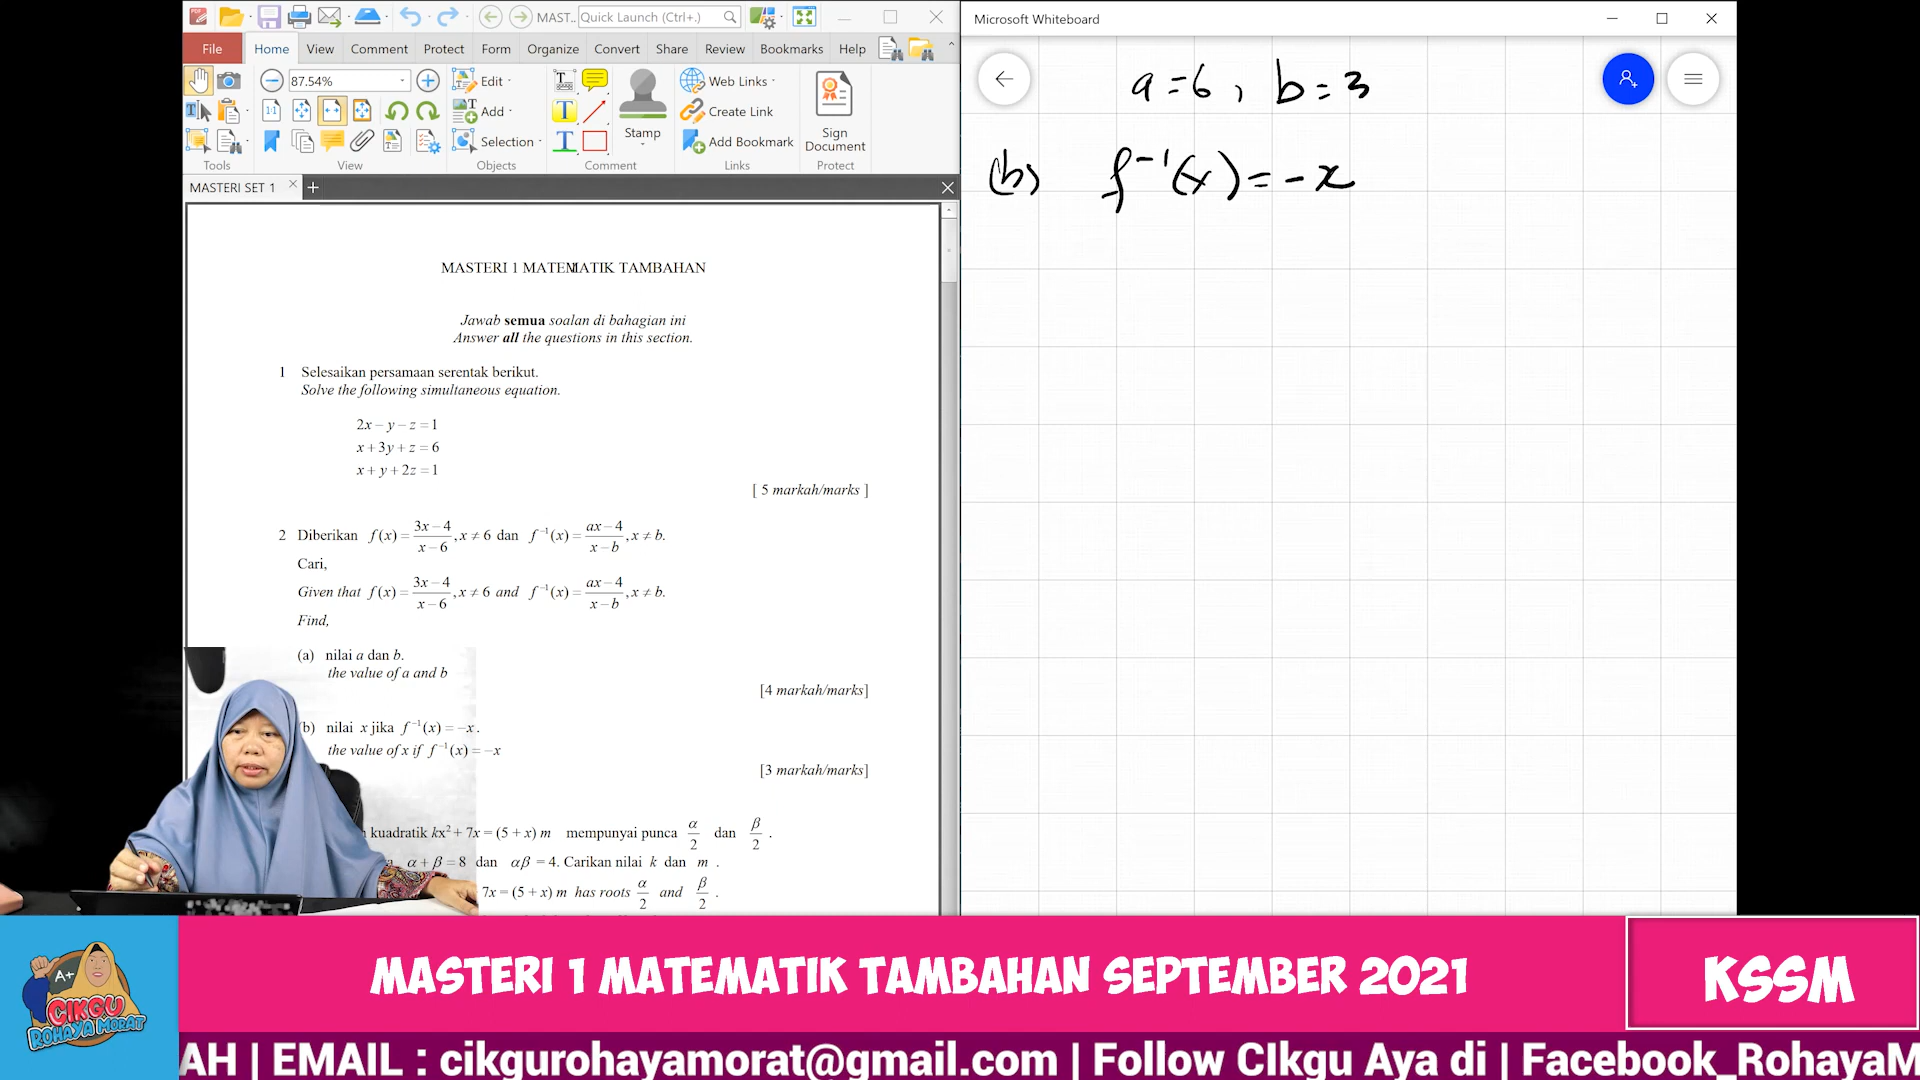 MAST..
Quick Launch (Ctrl+.)
File Home View Comment Protect Form Organize Convert Share Review Bookmarks Help
87.54%
Edit
Add
Selection
Stamp
Web Links
Create Link
Add Bookmark
Sign Document
Tools View Objects Comment Links Protect
MASTERI SET 1
MASTERI 1 MATEMATIK TAMBAHAN
Jawab semua soalan di bahagian ini
Answer all the questions in this section.
1 Selesaikan persamaan serentak berikut.
Solve the following simultaneous equation.
2x − y − z = 1
x + 3y + z = 6
x + y + 2z = 1
[ 5 markah/marks ]
2 Diberikan f(x) = (3x − 4)/(x − 6), x ≠ 6 dan f⁻¹(x) = (ax − 4)/(x − b), x ≠ b.
Cari,
Given that f(x) = (3x − 4)/(x − 6), x ≠ 6 and f⁻¹(x) = (ax − 4)/(x − b), x ≠ b.
Find,
(a) nilai a dan b.
the value of a and b
[4 markah/marks]
(b) nilai x jika f⁻¹(x) = −x.
the value of x if f⁻¹(x) = −x
[3 markah/marks]
kuadratik kx² + 7x = (5 + x) m mempunyai punca α/2 dan β/2 .
α + β = 8 dan αβ = 4. Carikan nilai k dan m .
7x = (5 + x) m has roots α/2 and β/2 .
Microsoft Whiteboard
a = 6 , b = 3
(b) f⁻¹(x) = −x
A+
CIKGU
ROHAYA MORAT
MASTERI 1 MATEMATIK TAMBAHAN SEPTEMBER 2021
KSSM
AH | EMAIL : cikgurohayamorat@gmail.com | Follow CIkgu Aya di | Facebook_RohayaM